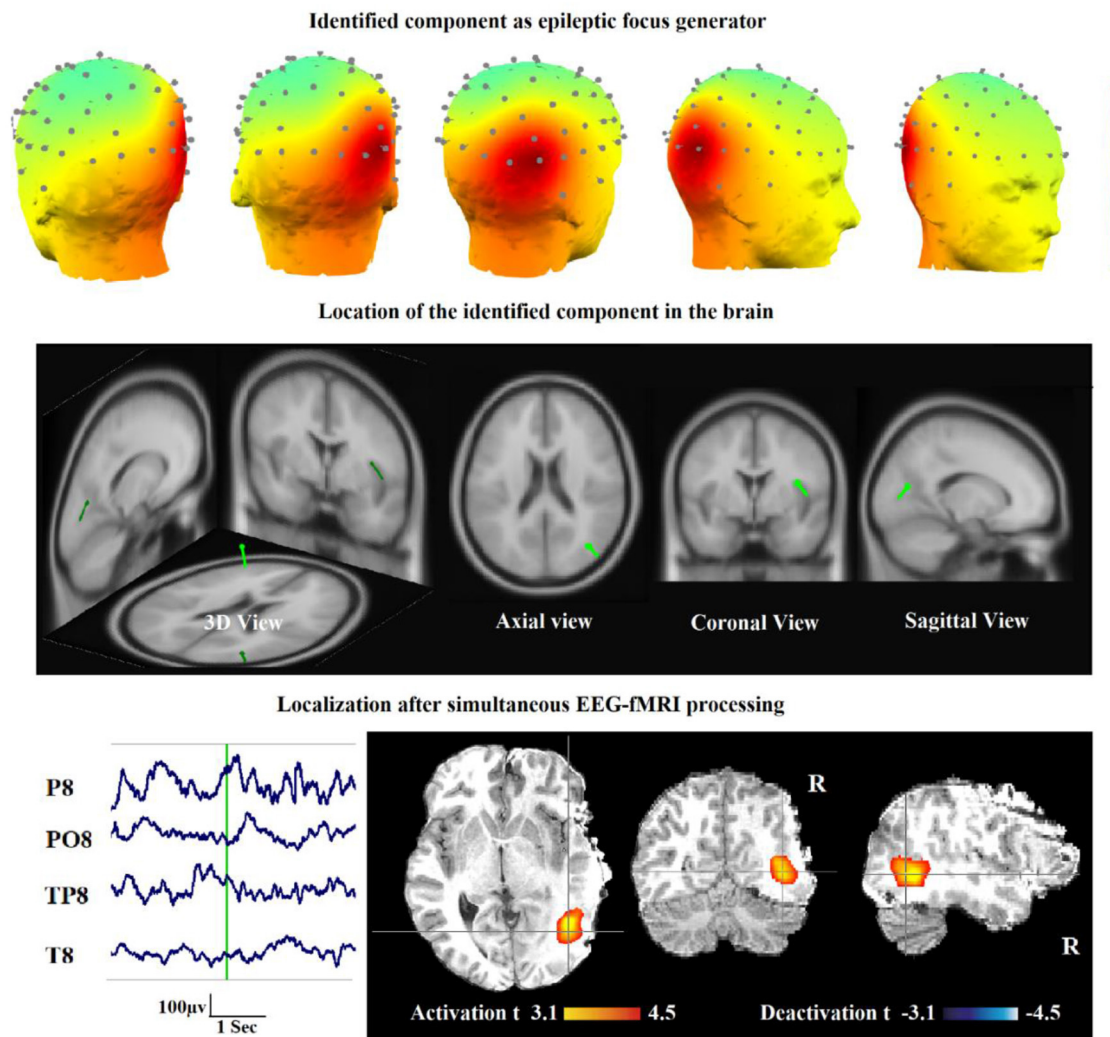 Identified component as epileptic focus generator
Location of the identified component in the brain
3D View
Axial view
Coronal View
Sagittal View
Localization after simultaneous EEG-fMRI processing
P8
PO8
TP8
T8
100μv
1 Sec
R
R
Activation t 3.1 4.5
Deactivation t -3.1 -4.5